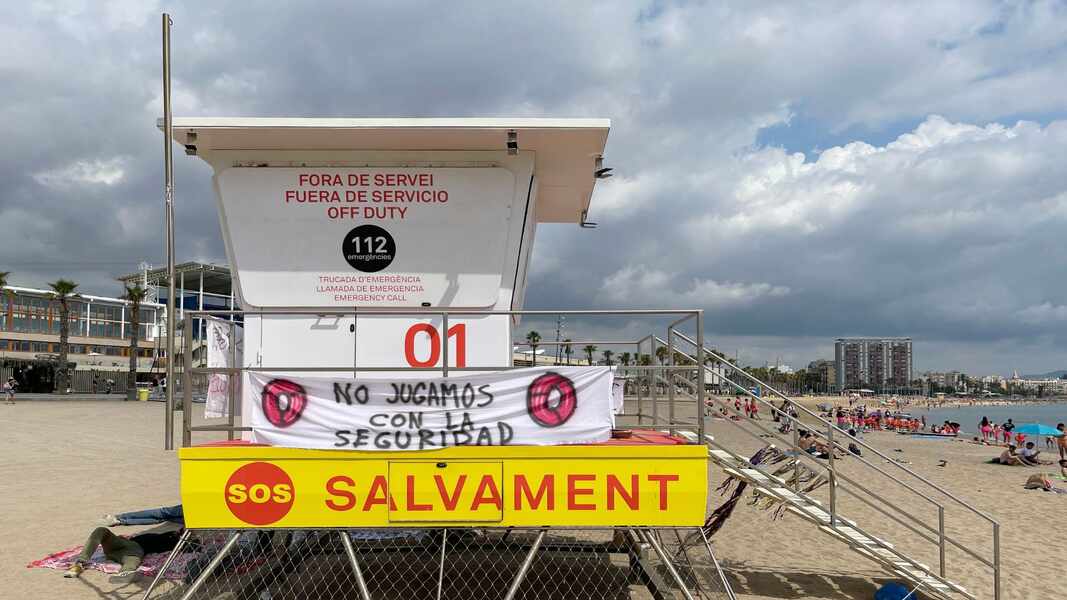 FORA DE SERVEI
FUERA DE SERVICIO
OFF DUTY
112
emergències
TRUCADA D'EMERGÈNCIA
LLAMADA DE EMERGENCIA
EMERGENCY CALL
01
NO JUGAMOS
CON LA
SEGURIDAD
SOS SALVAMENT